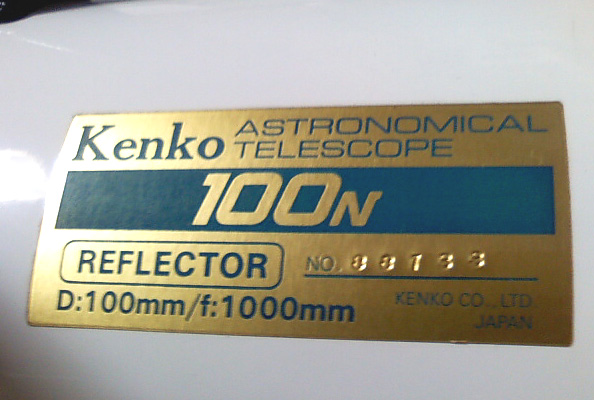 Kenko ASTRONOMICAL
TELESCOPE
100N
REFLECTOR NO.
D:100mm/f:1000mm
KENKO CO., LTD.
JAPAN